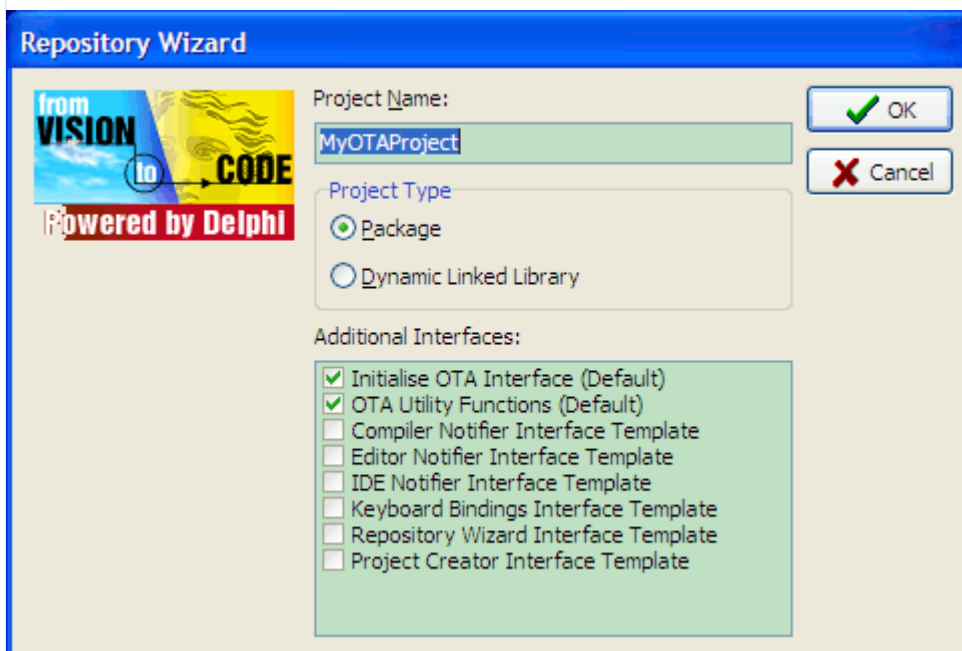 Repository Wizard
from
VISION
to
CODE
Powered by Delphi
Project Name:
MyOTAProject
Project Type
Package
Dynamic Linked Library
OK
Cancel
Additional Interfaces:
Initialise OTA Interface (Default)
OTA Utility Functions (Default)
Compiler Notifier Interface Template
Editor Notifier Interface Template
IDE Notifier Interface Template
Keyboard Bindings Interface Template
Repository Wizard Interface Template
Project Creator Interface Template